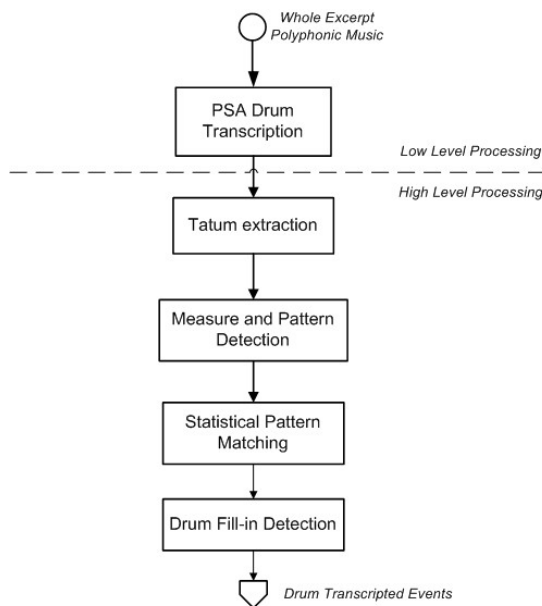 Whole Excerpt
Polyphonic Music
PSA Drum
Transcription
Low Level Processing
High Level Processing
Tatum extraction
Measure and Pattern
Detection
Statistical Pattern
Matching
Drum Fill-in Detection
Drum Transcripted Events